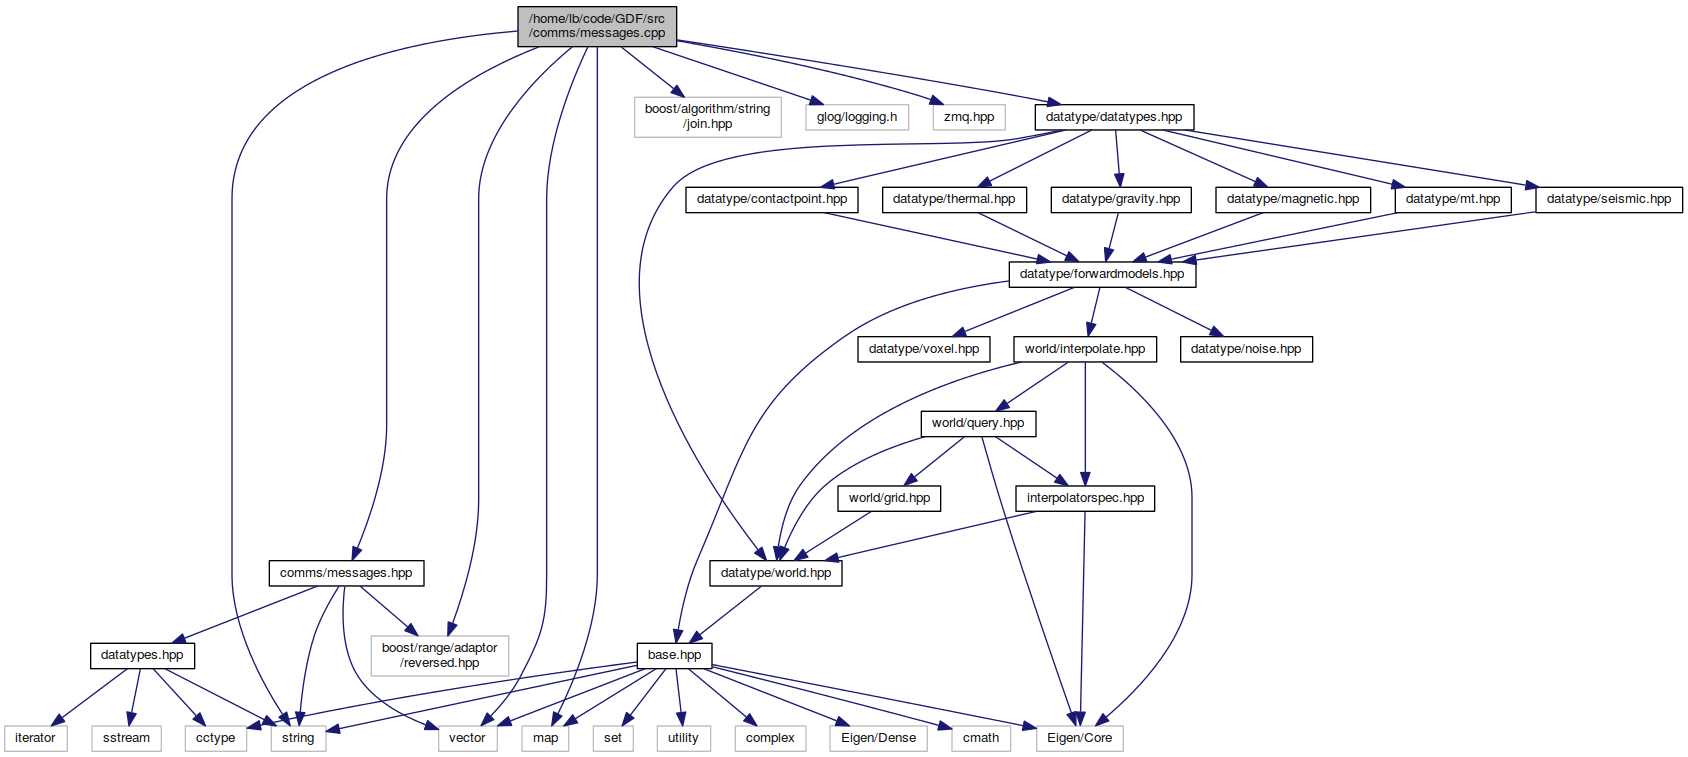 /home/lb/code/GDF/src
/comms/messages.cpp
boost/algorithm/string
/join.hpp
glog/logging.h
zmq.hpp
datatype/datatypes.hpp
datatype/contactpoint.hpp
datatype/thermal.hpp
datatype/gravity.hpp
datatype/magnetic.hpp
datatype/mt.hpp
datatype/seismic.hpp
datatype/forwardmodels.hpp
datatype/voxel.hpp
world/interpolate.hpp
datatype/noise.hpp
world/query.hpp
world/grid.hpp
interpolatorspec.hpp
comms/messages.hpp
datatype/world.hpp
datatypes.hpp
boost/range/adaptor
/reversed.hpp
base.hpp
iterator
sstream
cctype
string
vector
map
set
utility
complex
Eigen/Dense
cmath
Eigen/Core